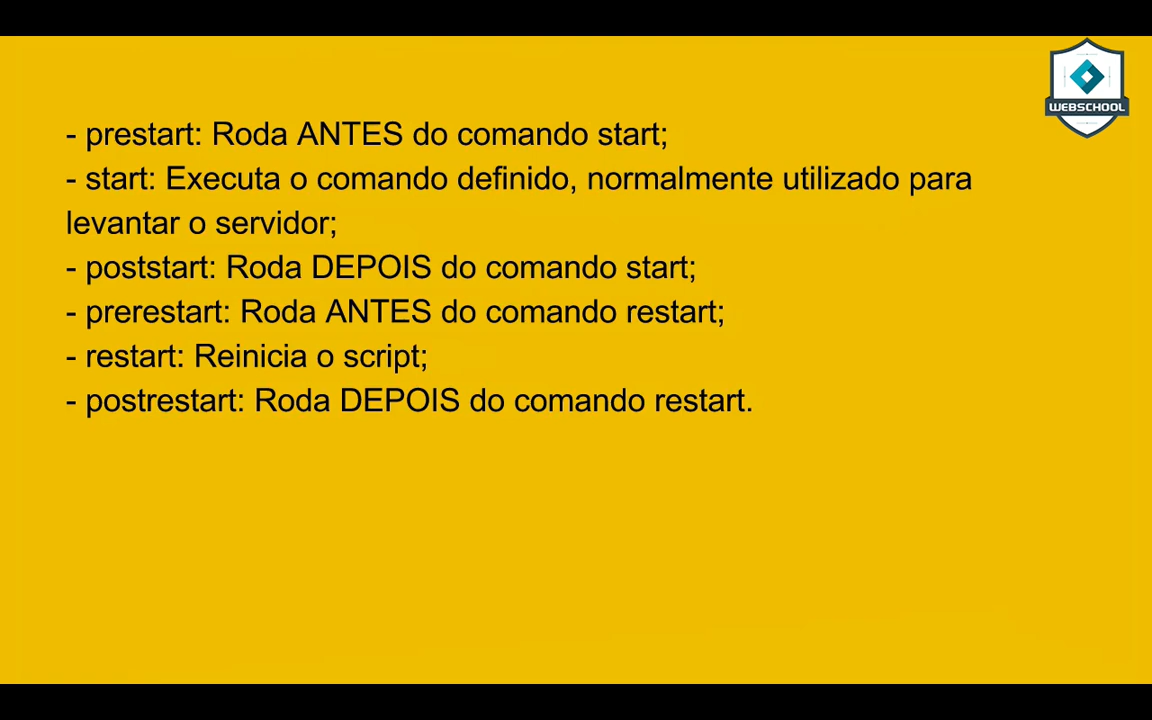 WEBSCHOOL
- prestart: Roda ANTES do comando start;
- start: Executa o comando definido, normalmente utilizado para
levantar o servidor;
- poststart: Roda DEPOIS do comando start;
- prerestart: Roda ANTES do comando restart;
- restart: Reinicia o script;
- postrestart: Roda DEPOIS do comando restart.